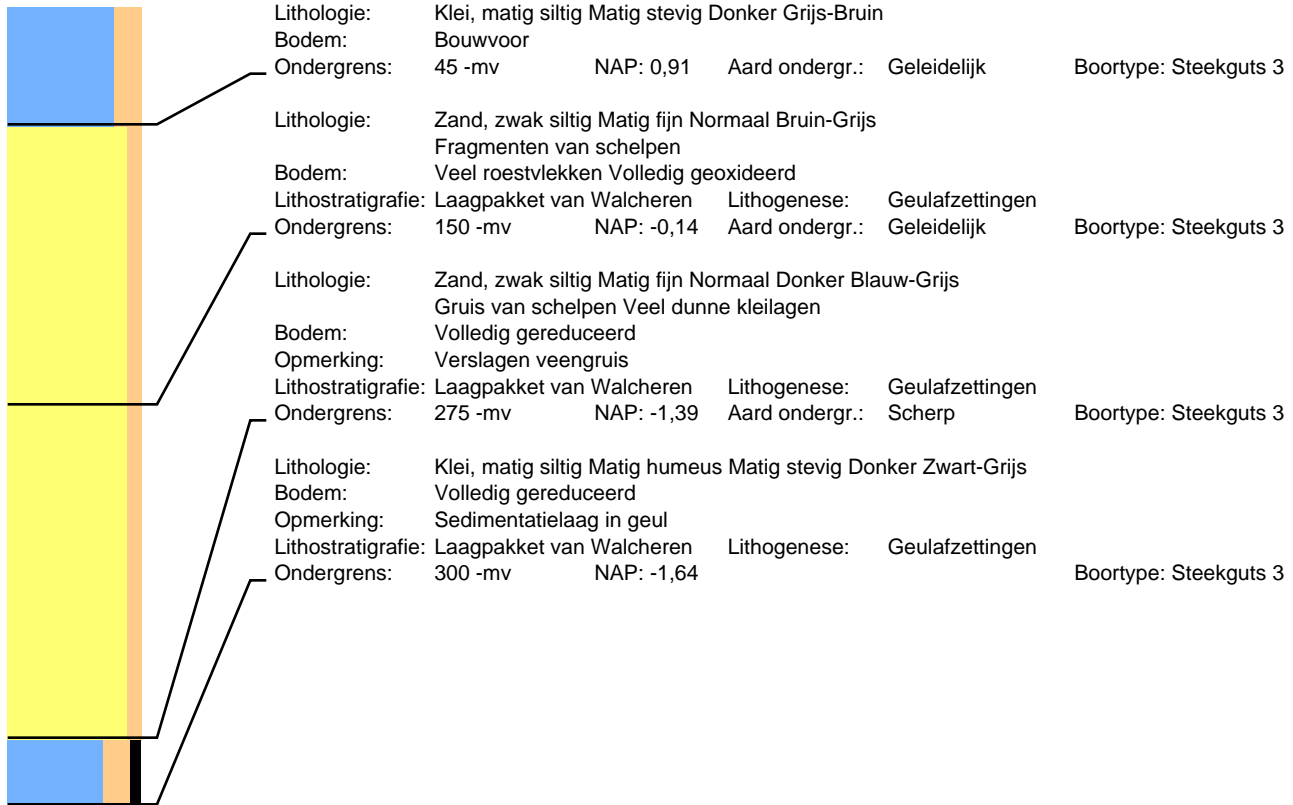 Lithologie: Klei, matig siltig Matig stevig Donker Grijs-Bruin
Bodem: Bouwvoor
Ondergrens: 45 -mv NAP: 0,91 Aard ondergr.: Geleidelijk Boortype: Steekguts 3
Lithologie: Zand, zwak siltig Matig fijn Normaal Bruin-Grijs
Fragmenten van schelpen
Bodem: Veel roestvlekken Volledig geoxideerd
Lithostratigrafie: Laagpakket van Walcheren Lithogenese: Geulafzettingen
Ondergrens: 150 -mv NAP: -0,14 Aard ondergr.: Geleidelijk Boortype: Steekguts 3
Lithologie: Zand, zwak siltig Matig fijn Normaal Donker Blauw-Grijs
Gruis van schelpen Veel dunne kleilagen
Bodem: Volledig gereduceerd
Opmerking: Verslagen veengruis
Lithostratigrafie: Laagpakket van Walcheren Lithogenese: Geulafzettingen
Ondergrens: 275 -mv NAP: -1,39 Aard ondergr.: Scherp Boortype: Steekguts 3
Lithologie: Klei, matig siltig Matig humeus Matig stevig Donker Zwart-Grijs
Bodem: Volledig gereduceerd
Opmerking: Sedimentatielaag in geul
Lithostratigrafie: Laagpakket van Walcheren Lithogenese: Geulafzettingen
Ondergrens: 300 -mv NAP: -1,64 Boortype: Steekguts 3